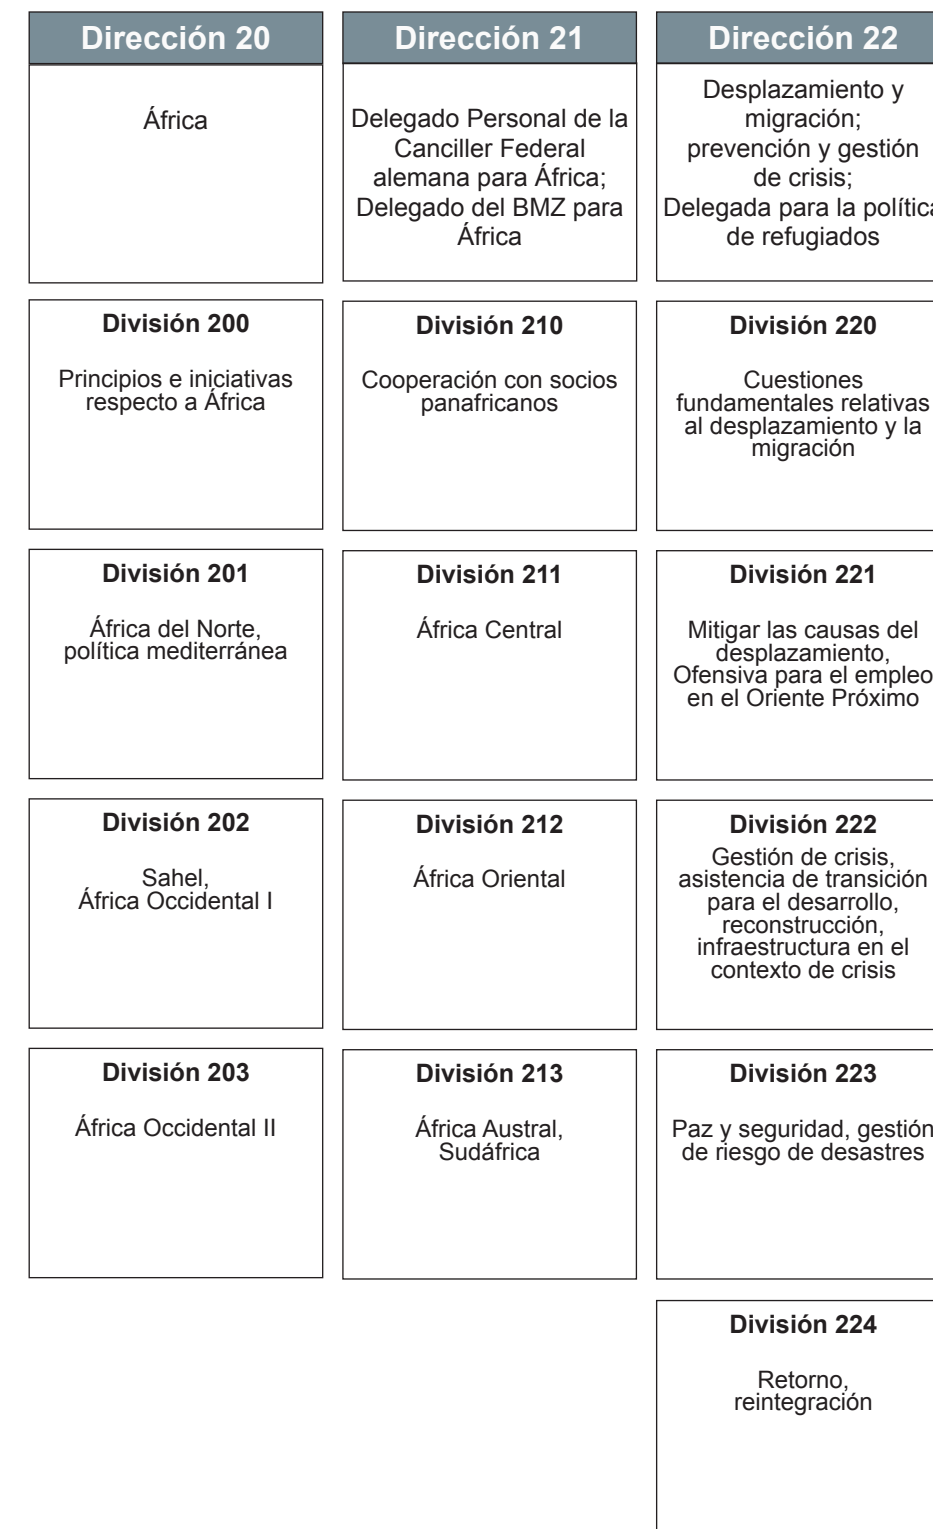 Dirección 20
África
División 200
Principios e iniciativas
respecto a África
División 201
África del Norte,
política mediterránea
División 202
Sahel,
África Occidental I
División 203
África Occidental II
Dirección 21
Delegado Personal de la
Canciller Federal
alemana para África;
Delegado del BMZ para
África
División 210
Cooperación con socios
panafricanos
División 211
África Central
División 212
África Oriental
División 213
África Austral,
Sudáfrica
Dirección 22
Desplazamiento y
migración;
prevención y gestión
de crisis;
Delegada para la política
de refugiados
División 220
Cuestiones
fundamentales relativas
al desplazamiento y la
migración
División 221
Mitigar las causas del
desplazamiento,
Ofensiva para el empleo
en el Oriente Próximo
División 222
Gestión de crisis,
asistencia de transición
para el desarrollo,
reconstrucción,
infraestructura en el
contexto de crisis
División 223
Paz y seguridad, gestión
de riesgo de desastres
División 224
Retorno,
reintegración